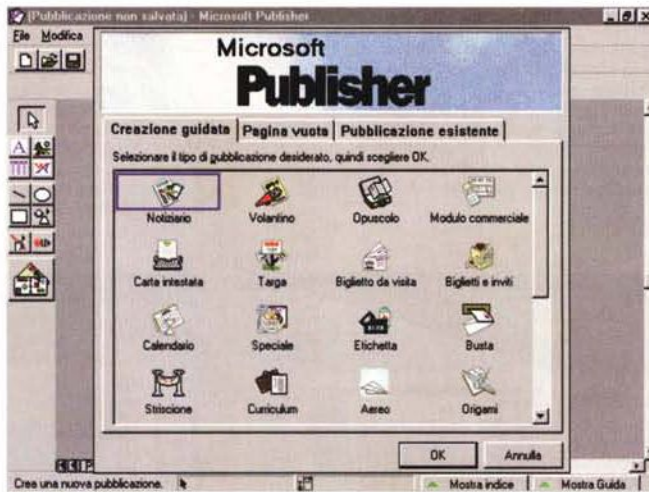 [Pubblicazione non salvata] - Microsoft Publisher
File Modifica
Microsoft
Publisher
Creazione guidata Pagina vuota Pubblicazione esistente
Selezionare il tipo di pubblicazione desiderato, quindi scegliere OK.
Notiziario Volantino Opuscolo Modulo commerciale
Carta intestata Targa Biglietto da visita Biglietti e inviti
Calendario Speciale Etichetta Busta
Striscione Curriculum Aereo Origami
OK Annulla
Crea una nuova pubblicazione. Mostra indice Mostra Guida